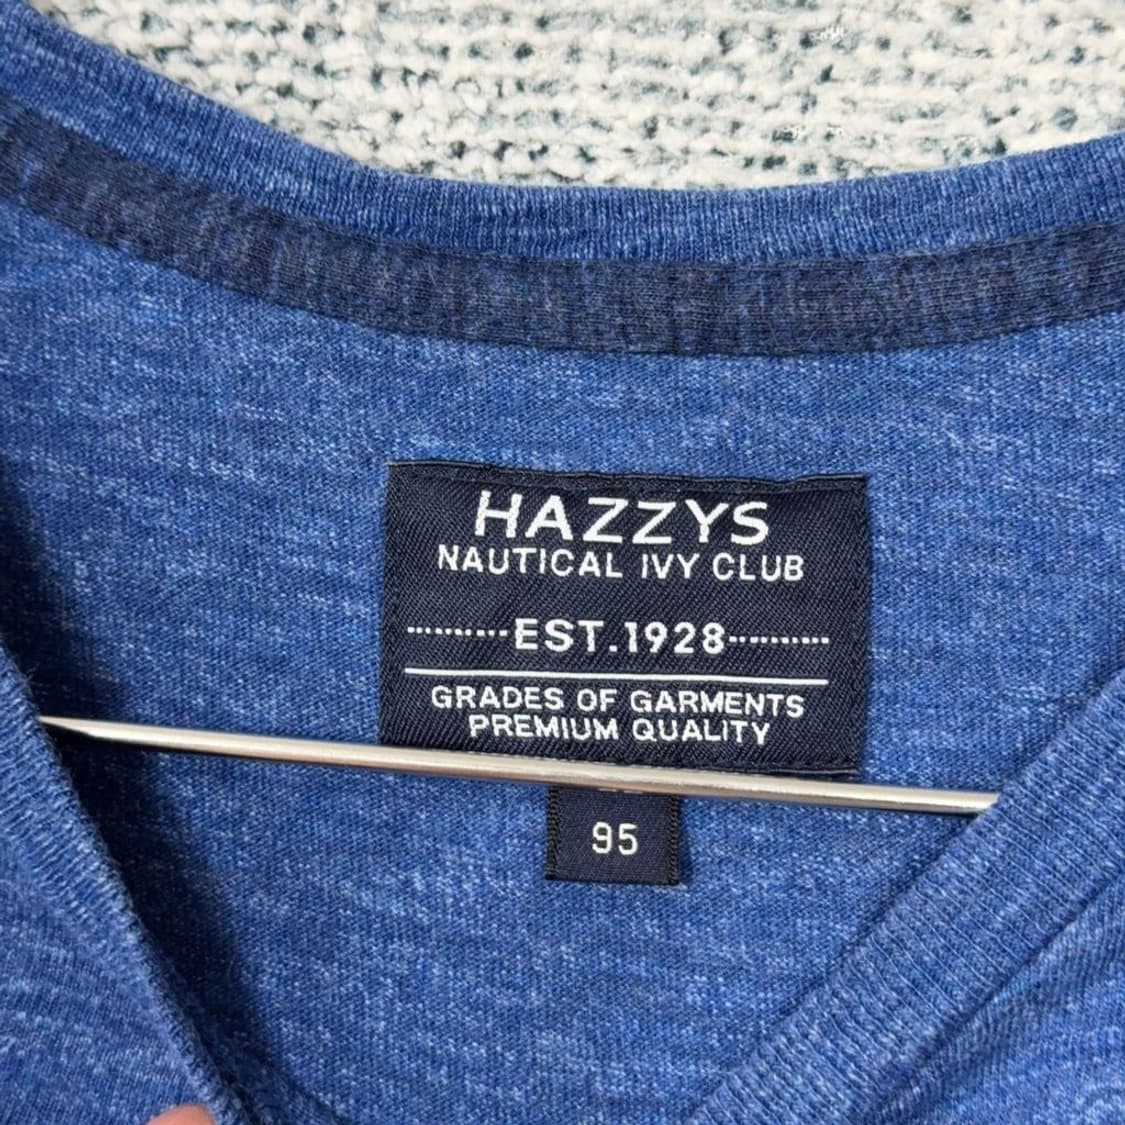 HAZZYS
NAUTICAL IVY CLUB
EST.1928
GRADES OF GARMENTS
PREMIUM QUALITY
95